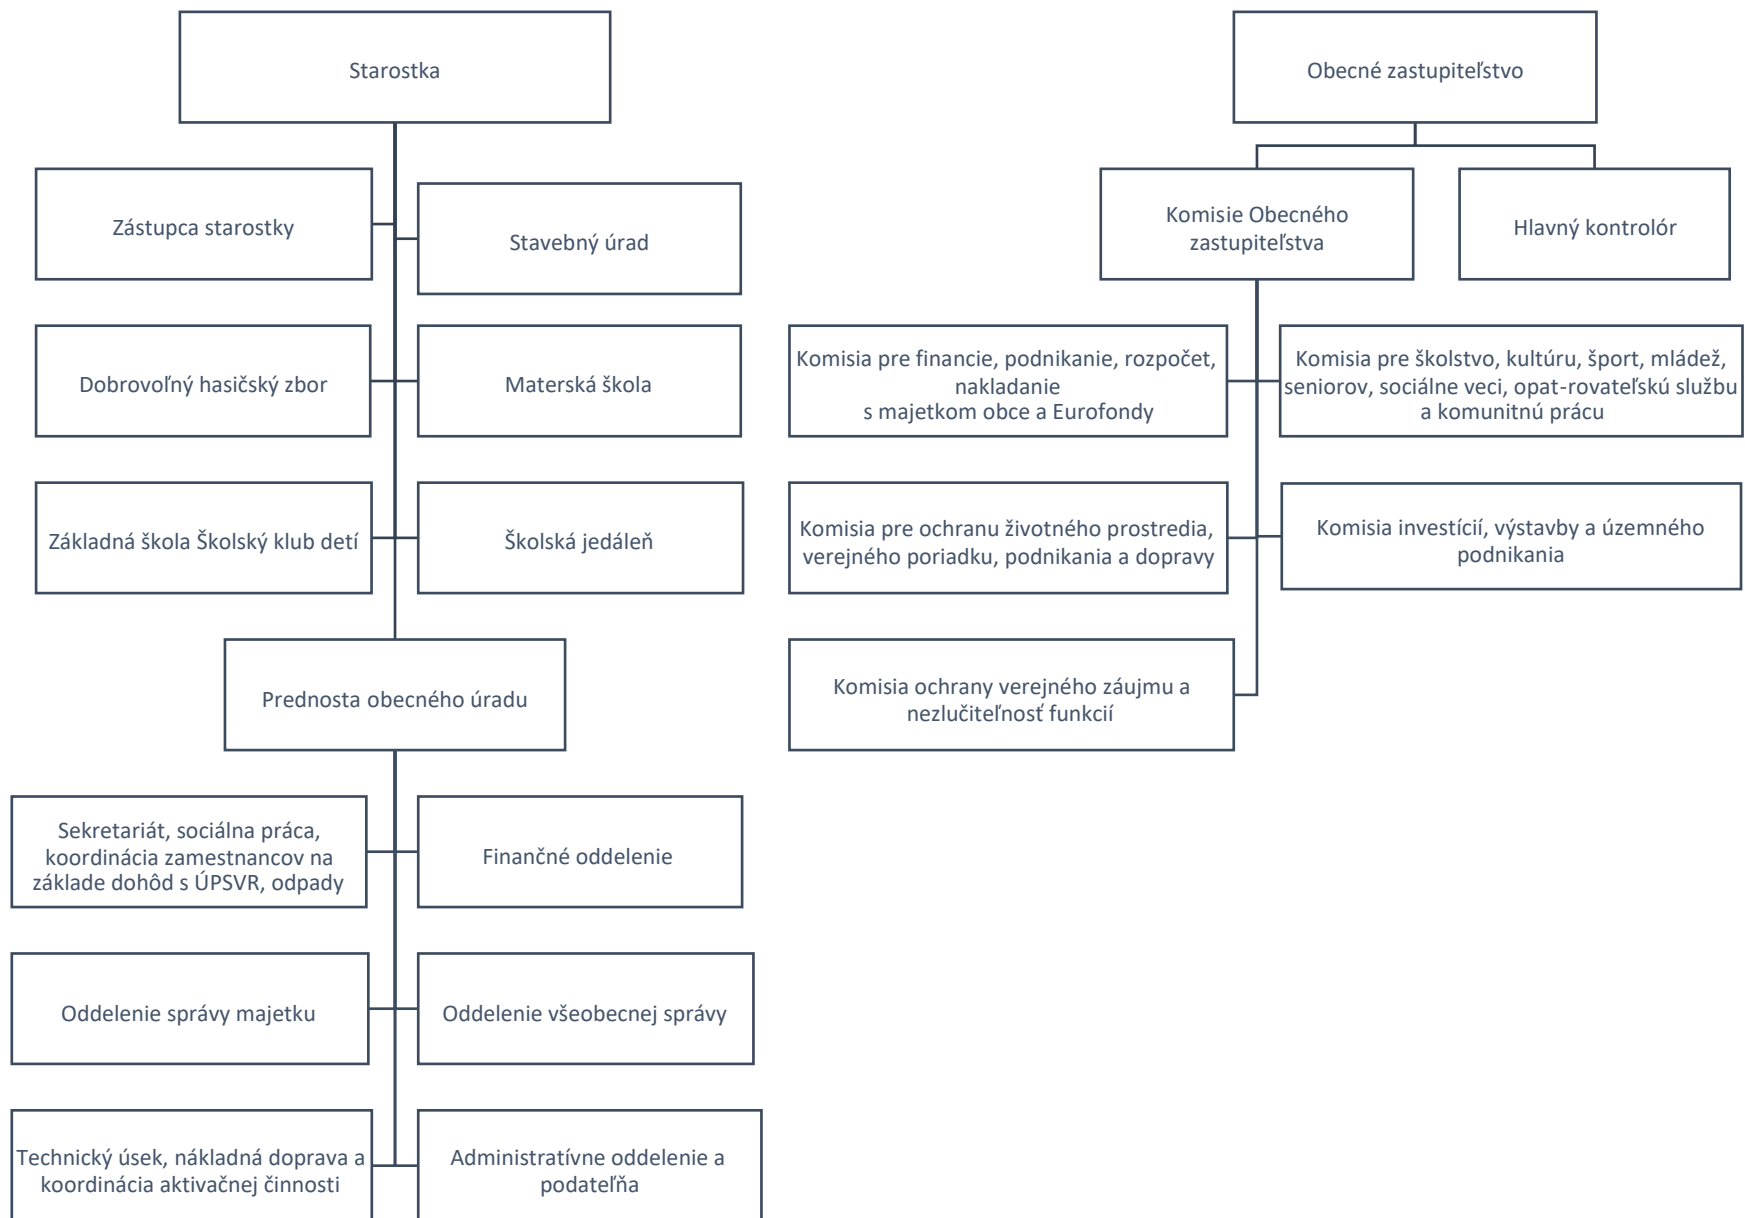 Starostka
Obecné zastupiteľstvo
Zástupca starostky
Stavebný úrad
Komisie Obecného
zastupiteľstva
Hlavný kontrolór
Dobrovoľný hasičský zbor
Materská škola
Komisia pre financie, podnikanie, rozpočet,
nakladanie
s majetkom obce a Eurofondy
Komisia pre školstvo, kultúru, šport, mládež,
seniorov, sociálne veci, opat-rovateľskú službu
a komunitnú prácu
Základná škola Školský klub detí
Školská jedáleň
Komisia pre ochranu životného prostredia,
verejného poriadku, podnikania a dopravy
Komisia investícií, výstavby a územného
podnikania
Prednosta obecného úradu
Komisia ochrany verejného záujmu a
nezlučiteľnosť funkcií
Sekretariát, sociálna práca,
koordinácia zamestnancov na
základe dohôd s ÚPSVR, odpady
Finančné oddelenie
Oddelenie správy majetku
Oddelenie všeobecnej správy
Technický úsek, nákladná doprava a
koordinácia aktivačnej činnosti
Administratívne oddelenie a
podateľňa